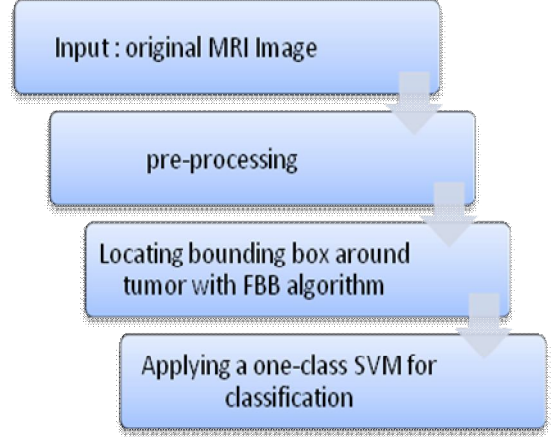 Input : original MRI Image
pre-processing
Locating bounding box around
tumor with FBB algorithm
Applying a one-class SVM for
classification